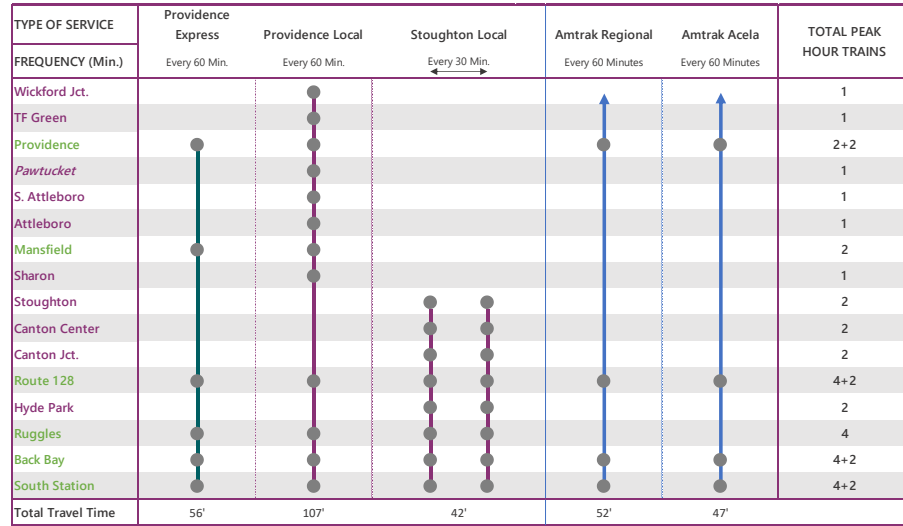 TYPE OF SERVICE Providence Express Providence Local Stoughton Local Amtrak Regional Amtrak Acela TOTAL PEAK HOUR TRAINS
FREQUENCY (Min.) Every 60 Min. Every 60 Min. Every 30 Min. Every 60 Minutes Every 60 Minutes
Wickford Jct. 1
TF Green 1
Providence 2+2
Pawtucket 1
S. Attleboro 1
Attleboro 1
Mansfield 2
Sharon 1
Stoughton 2
Canton Center 2
Canton Jct. 2
Route 128 4+2
Hyde Park 2
Ruggles 4
Back Bay 4+2
South Station 4+2
Total Travel Time 56' 107' 42' 52' 47'